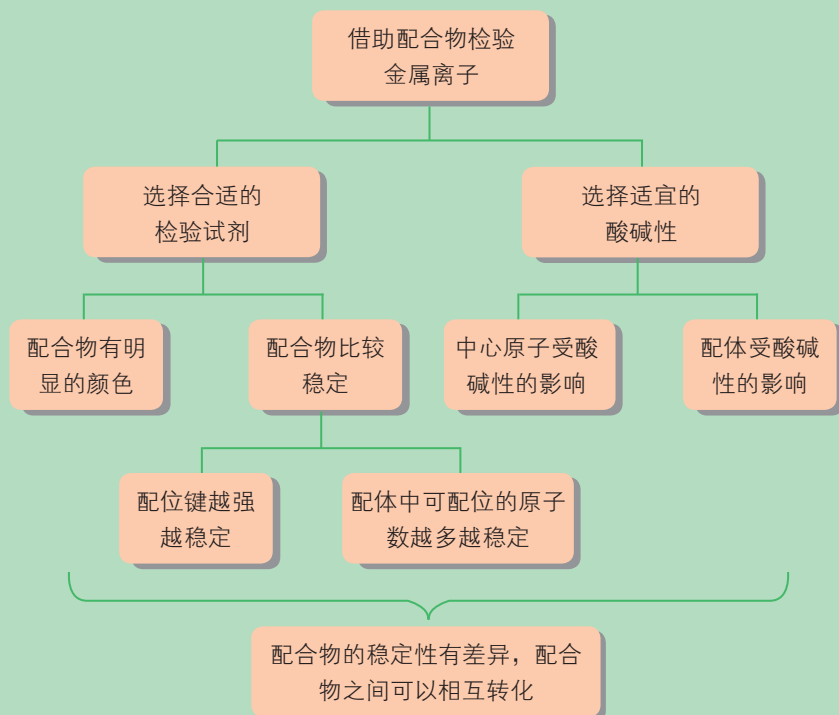 借助配合物检验
金属离子
选择合适的
检验试剂
选择适宜的
酸碱性
配合物有明
显的颜色
配合物比较
稳定
中心原子受酸
碱性的影响
配体受酸碱
性的影响
配位键越强
越稳定
配体中可配位的原子
数越多越稳定
配合物的稳定性有差异，配合
物之间可以相互转化